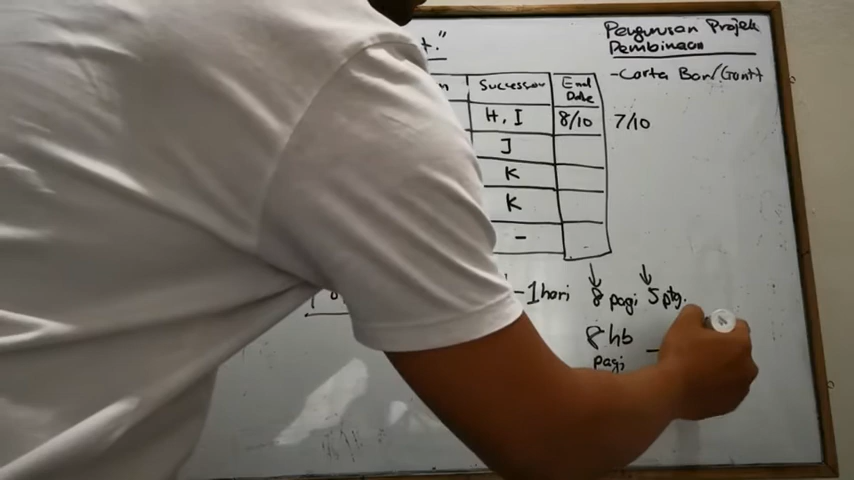 t."
Pengurusan Projek
Pembinaan
-Carta Bar/Gantt
Successor
End
Date
H, I
8/10
7/10
J
K
K
-
-1 hari
8 pagi
5 ptg.
8 hb
pagi
-